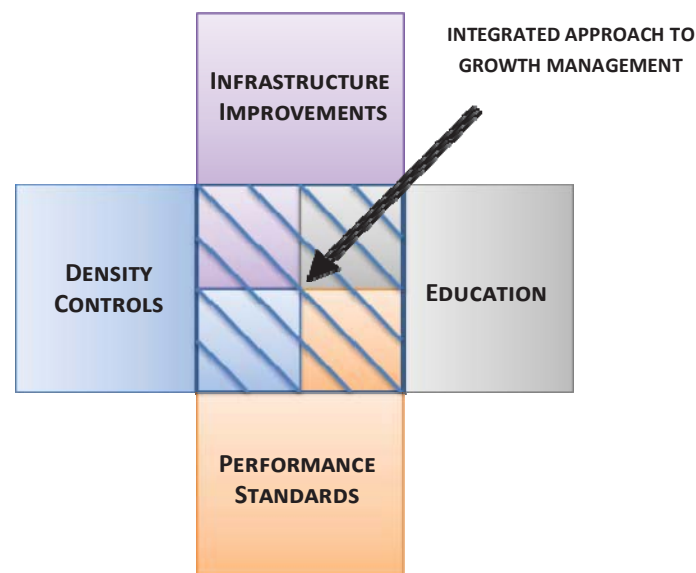 INTEGRATED APPROACH TO
GROWTH MANAGEMENT
INFRASTRUCTURE
IMPROVEMENTS
DENSITY
CONTROLS
EDUCATION
PERFORMANCE
STANDARDS